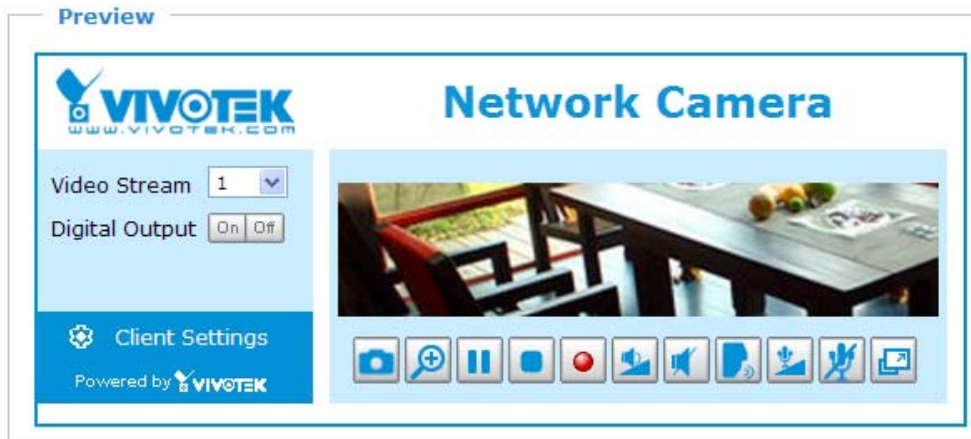 Preview
VIVOTEK
www.vivotek.com
Network Camera
Video Stream 1
Digital Output On Off
Client Settings
Powered by VIVOTEK